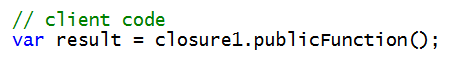 // client code
var result = closure1.publicFunction();